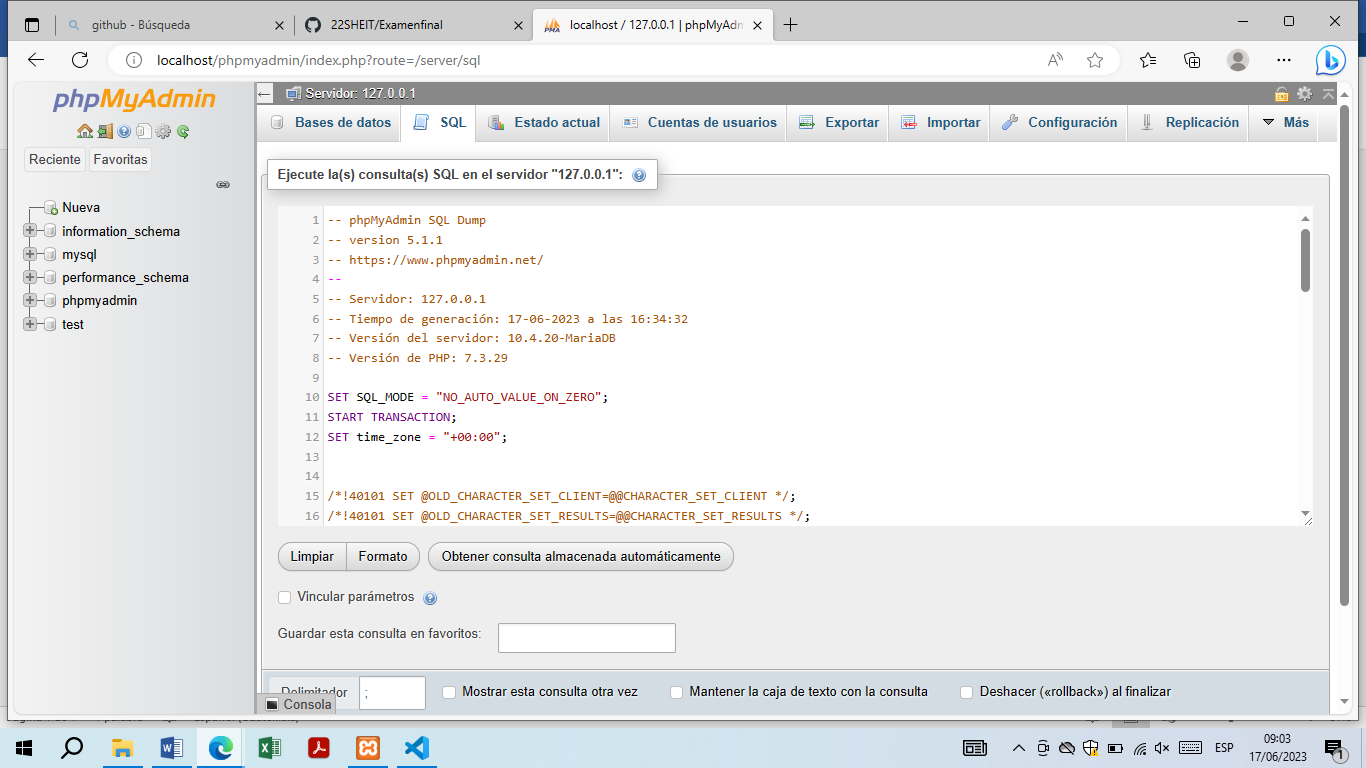 github - Búsqueda
22SHEIT/Examenfinal
localhost / 127.0.0.1 | phpMyAdm
localhost/phpmyadmin/index.php?route=/server/sql
phpMyAdmin
Reciente
Favoritas
Nueva
information_schema
mysql
performance_schema
phpmyadmin
test
Servidor: 127.0.0.1
Bases de datos
SQL
Estado actual
Cuentas de usuarios
Exportar
Importar
Configuración
Replicación
Más
Ejecute la(s) consulta(s) SQL en el servidor "127.0.0.1":
1 -- phpMyAdmin SQL Dump
2 -- version 5.1.1
3 -- https://www.phpmyadmin.net/
4 --
5 -- Servidor: 127.0.0.1
6 -- Tiempo de generación: 17-06-2023 a las 16:34:32
7 -- Versión del servidor: 10.4.20-MariaDB
8 -- Versión de PHP: 7.3.29
9
10 SET SQL_MODE = "NO_AUTO_VALUE_ON_ZERO";
11 START TRANSACTION;
12 SET time_zone = "+00:00";
13
14
15 /*!40101 SET @OLD_CHARACTER_SET_CLIENT=@@CHARACTER_SET_CLIENT */;
16 /*!40101 SET @OLD_CHARACTER_SET_RESULTS=@@CHARACTER_SET_RESULTS */;
Limpiar
Formato
Obtener consulta almacenada automáticamente
Vincular parámetros
Guardar esta consulta en favoritos:
Delimitador
;
Mostrar esta consulta otra vez
Mantener la caja de texto con la consulta
Deshacer («rollback») al finalizar
Consola
ESP
09:03
17/06/2023
1